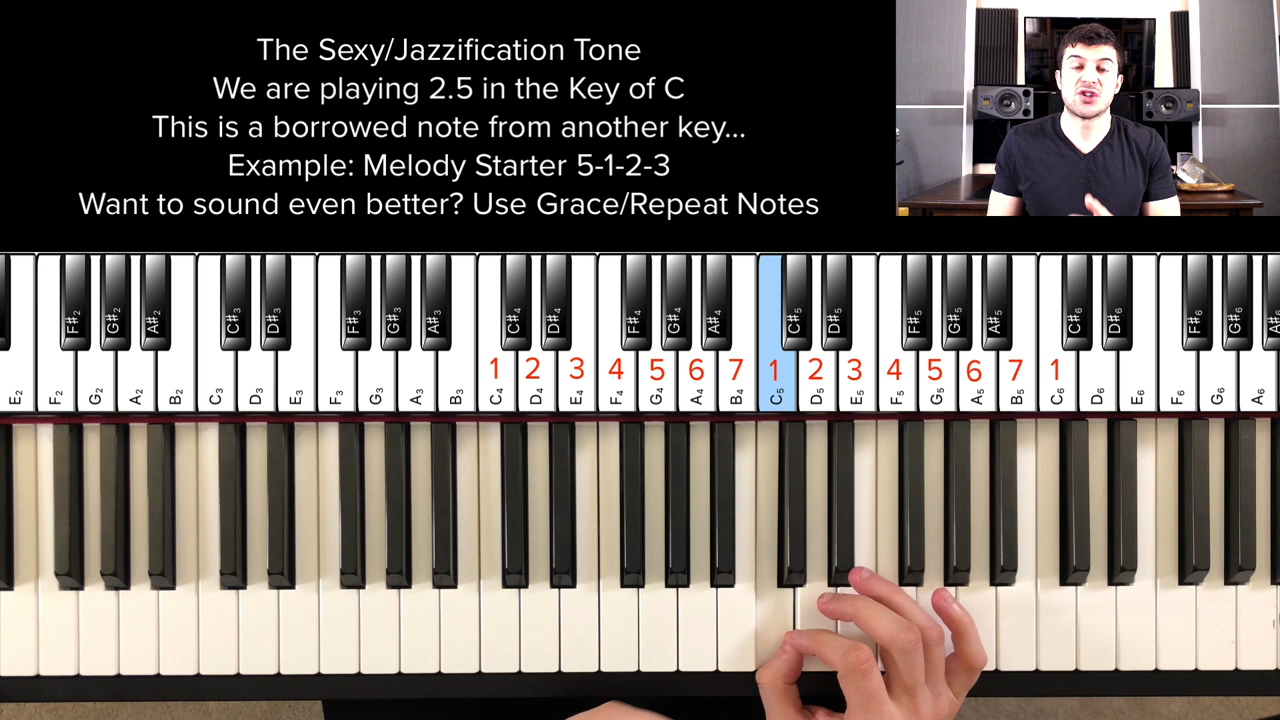 The Sexy/Jazzification Tone
We are playing 2.5 in the Key of C
This is a borrowed note from another key...
Example: Melody Starter 5-1-2-3
Want to sound even better? Use Grace/Repeat Notes
F#2 G#2 A#2 C#3 D#3 F#3 G#3 A#3 C#4 D#4 F#4 G#4 A#4 C#5 D#5 F#5 G#5 A#5 C#6 D#6 F#6 G#6 A#6
1 2 3 4 5 6 7 1 2 3 4 5 6 7 1
E2 F2 G2 A2 B2 C3 D3 E3 F3 G3 A3 B3 C4 D4 E4 F4 G4 A4 B4 C5 D5 E5 F5 G5 A5 B5 C6 D6 E6 F6 G6 A6